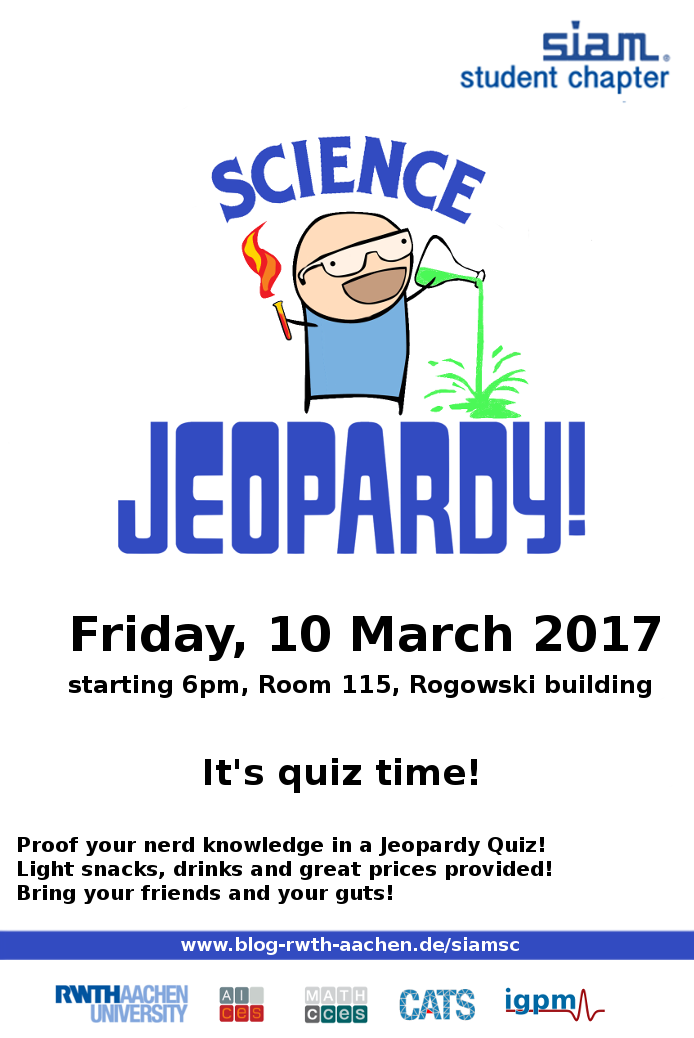 siam®
student chapter
SCIENCE
JEOPARDY!
Friday, 10 March 2017
starting 6pm, Room 115, Rogowski building
It's quiz time!
Proof your nerd knowledge in a Jeopardy Quiz!
Light snacks, drinks and great prices provided!
Bring your friends and your guts!
www.blog-rwth-aachen.de/siamsc
RWTHAACHEN
UNIVERSITY
AI
ces
MATH
cces
CATS
igpm